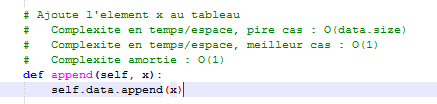 # Ajoute l'element x au tableau
#   Complexite en temps/espace, pire cas : O(data.size)
#   Complexite en temps/espace, meilleur cas : O(1)
#   Complexite amortie : O(1)
def append(self, x):
    self.data.append(x)